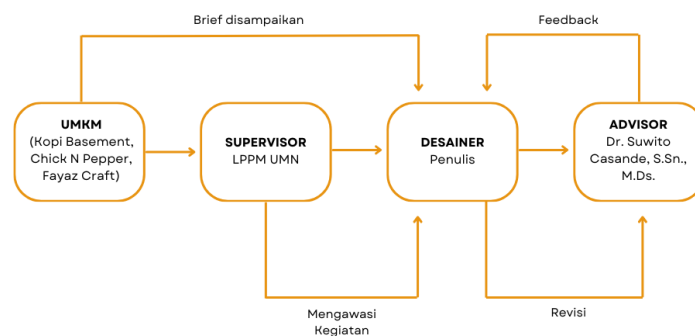 Brief disampaikan
Feedback
UMKM
(Kopi Basement,
Chick N Pepper,
Fayaz Craft)
SUPERVISOR
LPPM UMN
DESAINER
Penulis
ADVISOR
Dr. Suwito
Casande, S.Sn.,
M.Ds.
Mengawasi
Kegiatan
Revisi